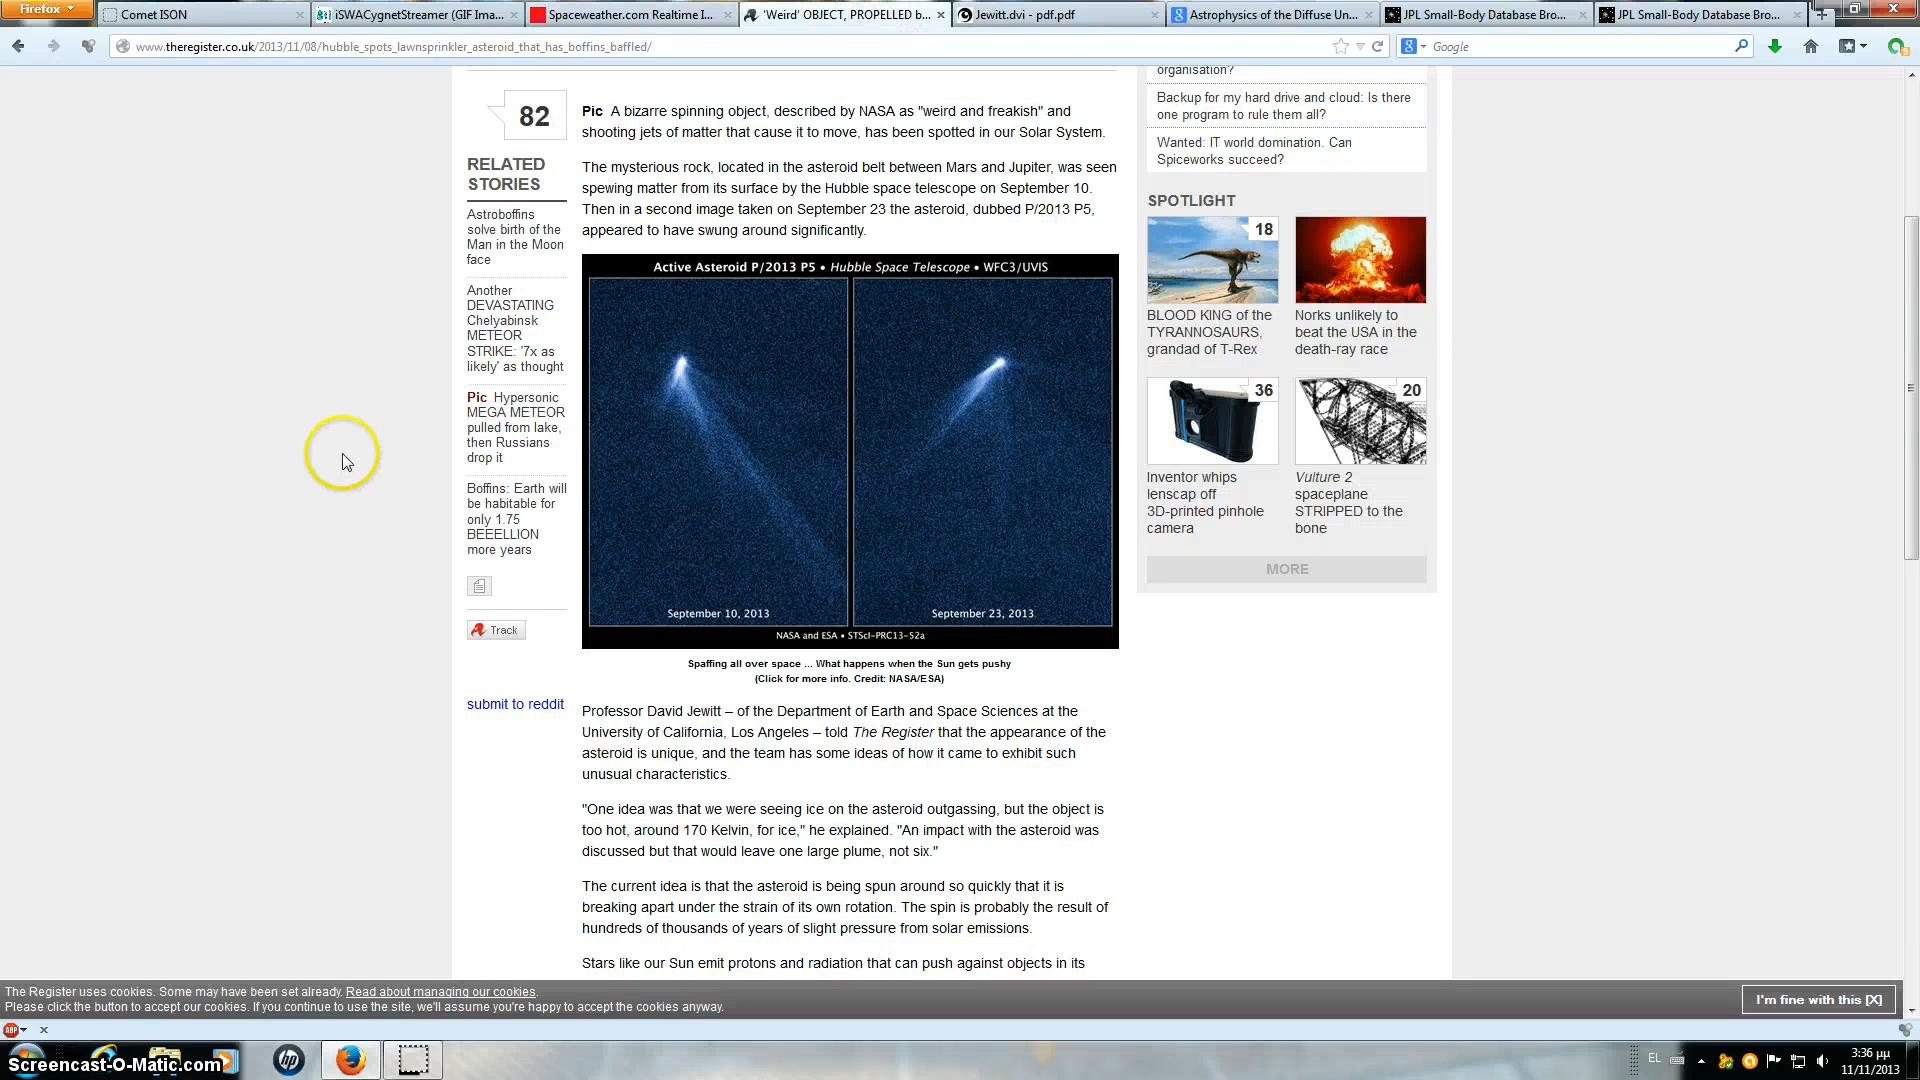 Firefox
Comet ISON
iSWACygnetStreamer (GIF Ima...
Spaceweather.com Realtime I...
'Weird' OBJECT, PROPELLED b...
Jewitt.dvi - pdf.pdf
Astrophysics of the Diffuse Un...
JPL Small-Body Database Bro...
JPL Small-Body Database Bro...
www.theregister.co.uk/2013/11/08/hubble_spots_lawnsprinkler_asteroid_that_has_boffins_baffled/
Google
82
RELATED
STORIES
Astroboffins
solve birth of the
Man in the Moon
face
Another
DEVASTATING
Chelyabinsk
METEOR
STRIKE: '7x as
likely' as thought
Pic Hypersonic
MEGA METEOR
pulled from lake,
then Russians
drop it
Boffins: Earth will
be habitable for
only 1.75
BEEELLION
more years
Track
submit to reddit
Pic A bizarre spinning object, described by NASA as "weird and freakish" and
shooting jets of matter that cause it to move, has been spotted in our Solar System.
The mysterious rock, located in the asteroid belt between Mars and Jupiter, was seen
spewing matter from its surface by the Hubble space telescope on September 10.
Then in a second image taken on September 23 the asteroid, dubbed P/2013 P5,
appeared to have swung around significantly.
Active Asteroid P/2013 P5 • Hubble Space Telescope • WFC3/UVIS
September 10, 2013
September 23, 2013
NASA and ESA • STScI-PRC13-52a
Spaffing all over space ... What happens when the Sun gets pushy
(Click for more info. Credit: NASA/ESA)
Professor David Jewitt – of the Department of Earth and Space Sciences at the
University of California, Los Angeles – told The Register that the appearance of the
asteroid is unique, and the team has some ideas of how it came to exhibit such
unusual characteristics.
"One idea was that we were seeing ice on the asteroid outgassing, but the object is
too hot, around 170 Kelvin, for ice," he explained. "An impact with the asteroid was
discussed but that would leave one large plume, not six."
The current idea is that the asteroid is being spun around so quickly that it is
breaking apart under the strain of its own rotation. The spin is probably the result of
hundreds of thousands of years of slight pressure from solar emissions.
Stars like our Sun emit protons and radiation that can push against objects in its
organisation?
Backup for my hard drive and cloud: Is there
one program to rule them all?
Wanted: IT world domination. Can
Spiceworks succeed?
SPOTLIGHT
18
BLOOD KING of the
TYRANNOSAURS,
grandad of T-Rex
Norks unlikely to
beat the USA in the
death-ray race
36
Inventor whips
lenscap off
3D-printed pinhole
camera
20
Vulture 2
spaceplane
STRIPPED to the
bone
MORE
The Register uses cookies. Some may have been set already. Read about managing our cookies.
Please click the button to accept our cookies. If you continue to use the site, we'll assume you're happy to accept the cookies anyway.
I'm fine with this [X]
ABP
Screencast-O-Matic.com
hp
EL
3:36 μμ
11/11/2013